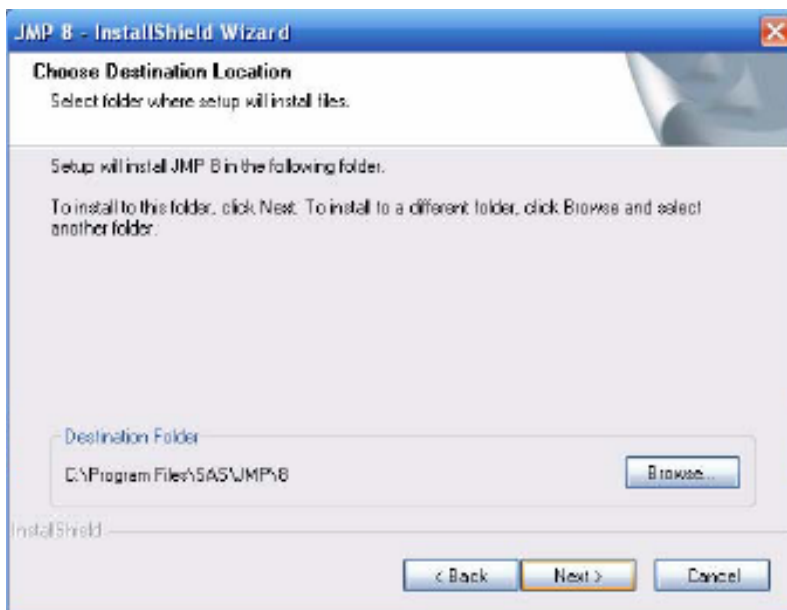 JMP 8 - InstallShield Wizard
Choose Destination Location
Select folder where setup will install files.
Setup will install JMP 8 in the following folder.
To install to this folder, click Next. To install to a different folder, click Browse and select
another folder.
Destination Folder
C:\Program Files\SAS\JMP\8
Browse...
InstallShield
< Back
Next >
Cancel